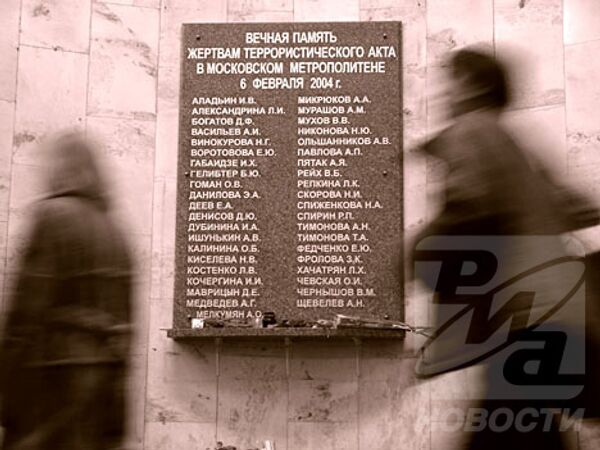 ВЕЧНАЯ ПАМЯТЬ
ЖЕРТВАМ ТЕРРОРИСТИЧЕСКОГО АКТА
В МОСКОВСКОМ МЕТРОПОЛИТЕНЕ
6 ФЕВРАЛЯ 2004 г.
АЛАДЬИН И.В.
АЛЕКСАНДРИНА Л.И.
БОГАТОВ Д.Ф.
ВАСИЛЬЕВ А.И.
ВИНОКУРОВА Н.Г.
ВОРОТОВОВА Е.Ю.
ГАБАИДЗЕ И.Х.
ГЕЛИБТЕР Б.Ю.
ГОМАН О.В.
ДАНИЛОВА Э.А.
ДЕЕВ Е.А.
ДЕНИСОВ Д.Ю.
ДУБИНИНА И.А.
ИШУНЬКИН А.В.
КАЛИНИНА О.Б.
КИСЕЛЕВА Н.В.
КОСТЕНКО Л.В.
КОЧЕРГИНА И.И.
МАВРИЦЫН Д.Е.
МЕДВЕДЕВ А.Г.
МЕЛКУМЯН А.О.
МИКРЮКОВ А.А.
МУРАШОВ А.М.
МУХОВ В.В.
НИКОНОВА Н.Ю.
ОЛЬШАННИКОВ А.В.
ПАВЛОВА А.П.
ПЯТАК А.Я.
РЕЙХ В.Б.
РЕПКИНА Л.К.
СКОРОВА Н.И.
СПИЖЕНКОВА Н.А.
СПИРИН Р.П.
ТИМОНОВА А.Н.
ТИМОНОВА Т.А.
ФЕДЧЕНКО Е.Ю.
ФРОЛОВА З.К.
ХАЧАТРЯН Л.Х.
ЧЕВСКАЯ О.И.
ЧЕРНЫШОВ В.М.
ЩЕВЕЛЕВ А.Н.
РИА
НОВОСТИ